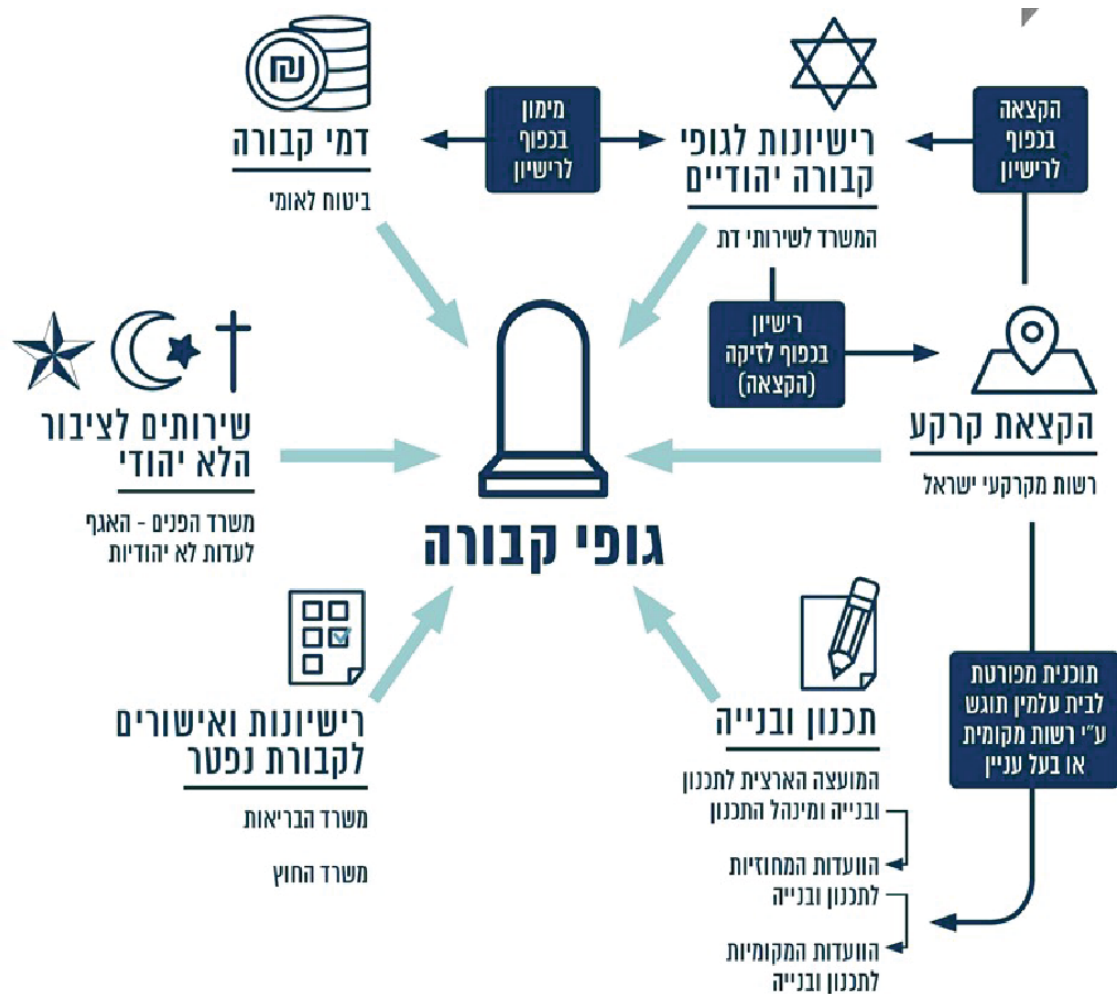 הקצאה
בכפוף
לרישיון
רישיונות לגופי
קבורה יהודיים
המשרד לשירותי דת
מימון
בכפוף
לרישיון
₪
דמי קבורה
ביטוח לאומי
רישיון
בכפוף לזיקה
(הקצאה)
הקצאת קרקע
רשות מקרקעי ישראל
שירותים לציבור
הלא יהודי
משרד הפנים - האגף
לעדות לא יהודיות
גופי קבורה
תוכנית מפורטת
לבית עלמין תוגש
ע"י רשות מקומית
או בעל עניין
תכנון ובנייה
המועצה הארצית לתכנון
ובנייה ומינהל התכנון
הוועדות המחוזיות
לתכנון ובנייה
הוועדות המקומיות
לתכנון ובנייה
רישיונות ואישורים
לקבורת נפטר
משרד הבריאות
משרד החוץ